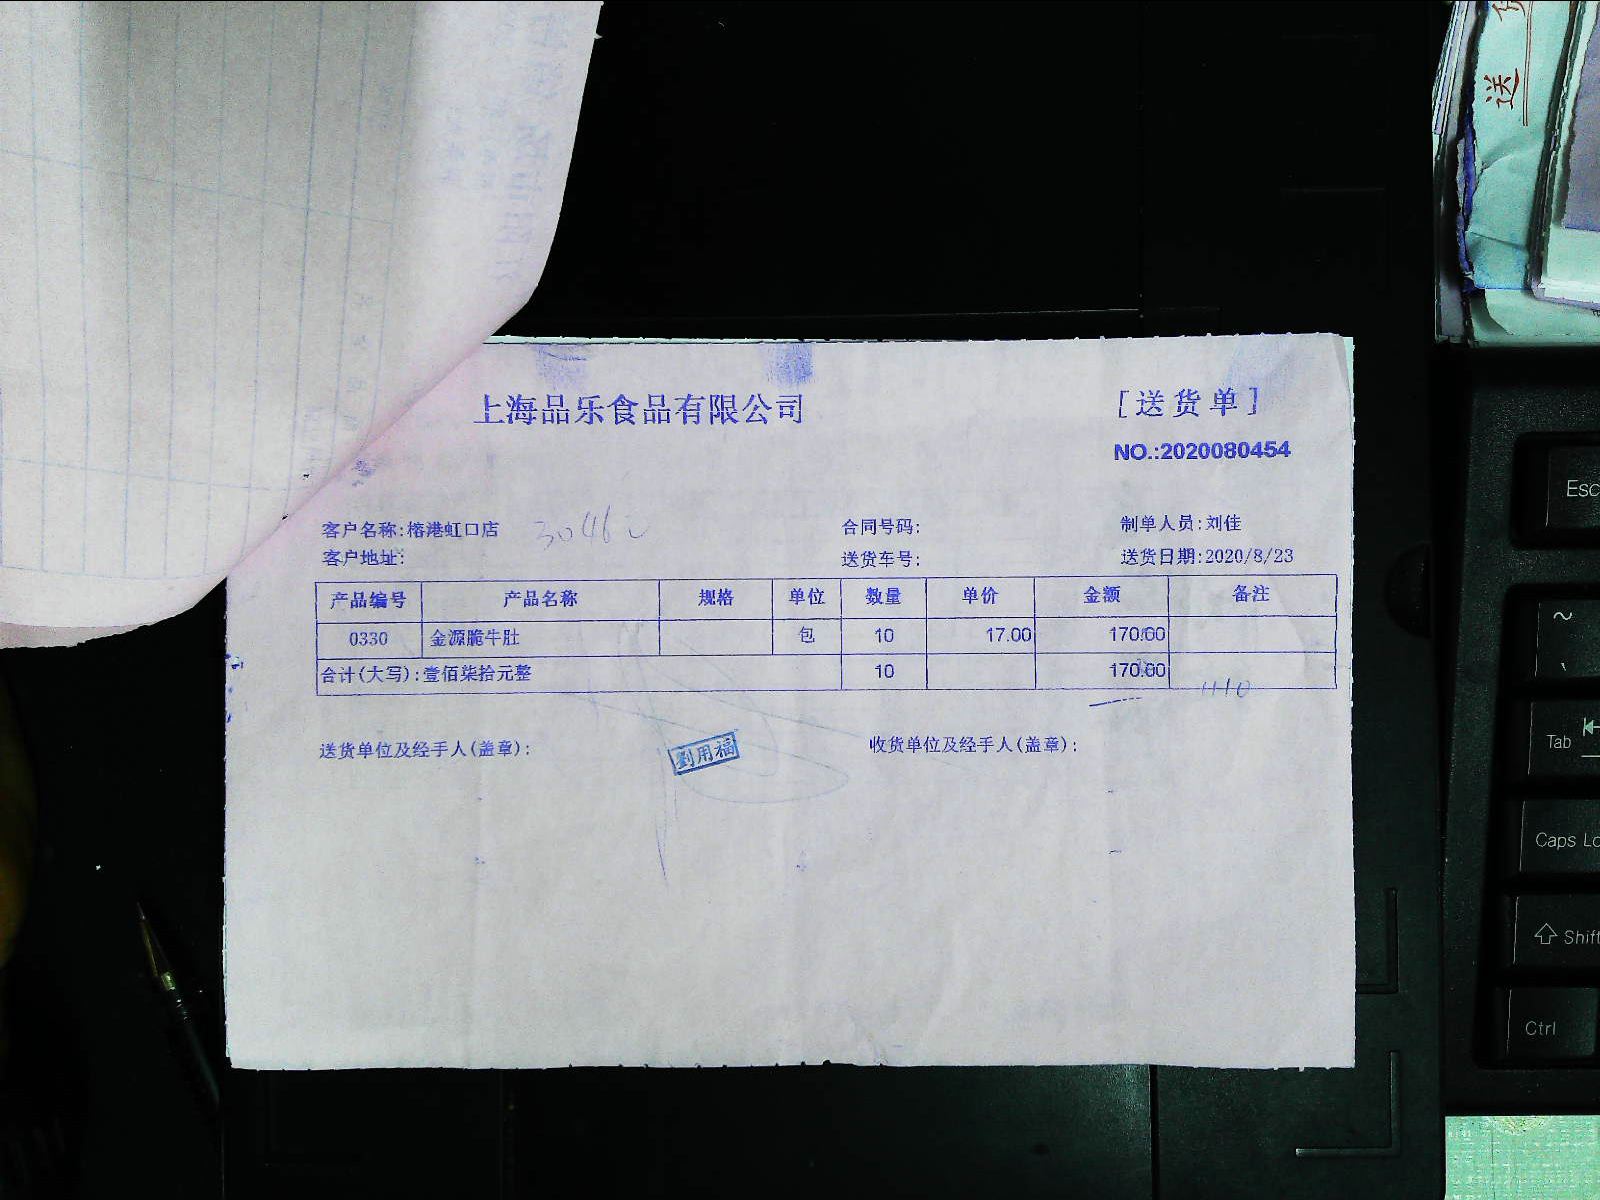 送
上海品乐食品有限公司
[送货单]
NO.:2020080454
客户名称:榕港虹口店
合同号码:
制单人员:刘佳
客户地址:
送货车号:
送货日期:2020/8/23
产品编号 产品名称 规格 单位 数量 单价 金额 备注
0330 金源脆牛肚 包 10 17.00 170.00
合计(大写):壹佰柒拾元整 10 170.00
送货单位及经手人(盖章):
劉用福
收货单位及经手人(盖章):
Esc
~
Tab
Caps Lo
Shift
Ctrl